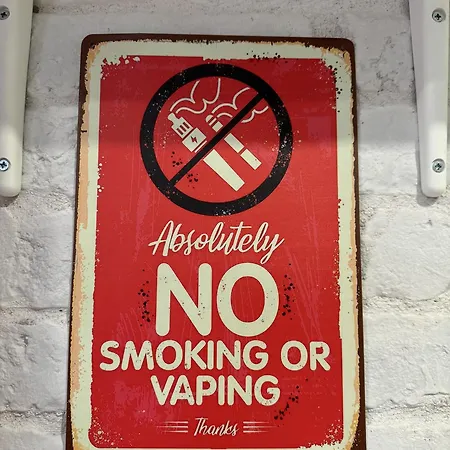 Absolutely
NO
SMOKING OR
VAPING
Thanks